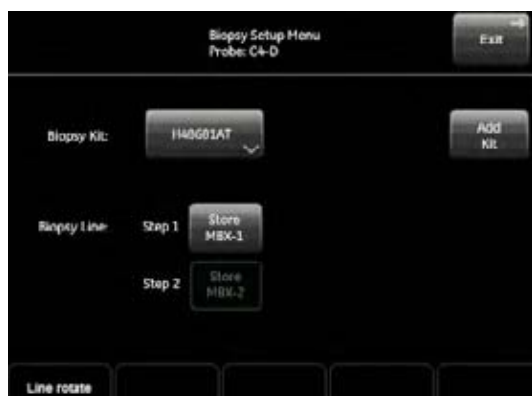 Biopsy Setup Menu
Probe: C4-D
Exit
Biopsy Kit:
H48681AT
Add
Kit
Biopsy Line:
Step 1
Store
MBX-1
Step 2
Store
MBX-2
Line rotate